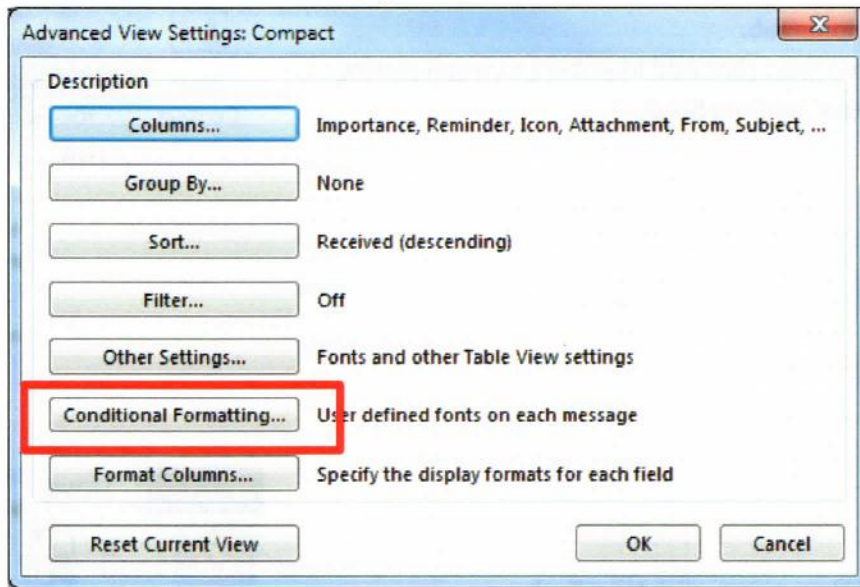 Advanced View Settings: Compact
Description
Columns... Importance, Reminder, Icon, Attachment, From, Subject, ...
Group By... None
Sort... Received (descending)
Filter... Off
Other Settings... Fonts and other Table View settings
Conditional Formatting... User defined fonts on each message
Format Columns... Specify the display formats for each field
Reset Current View OK Cancel